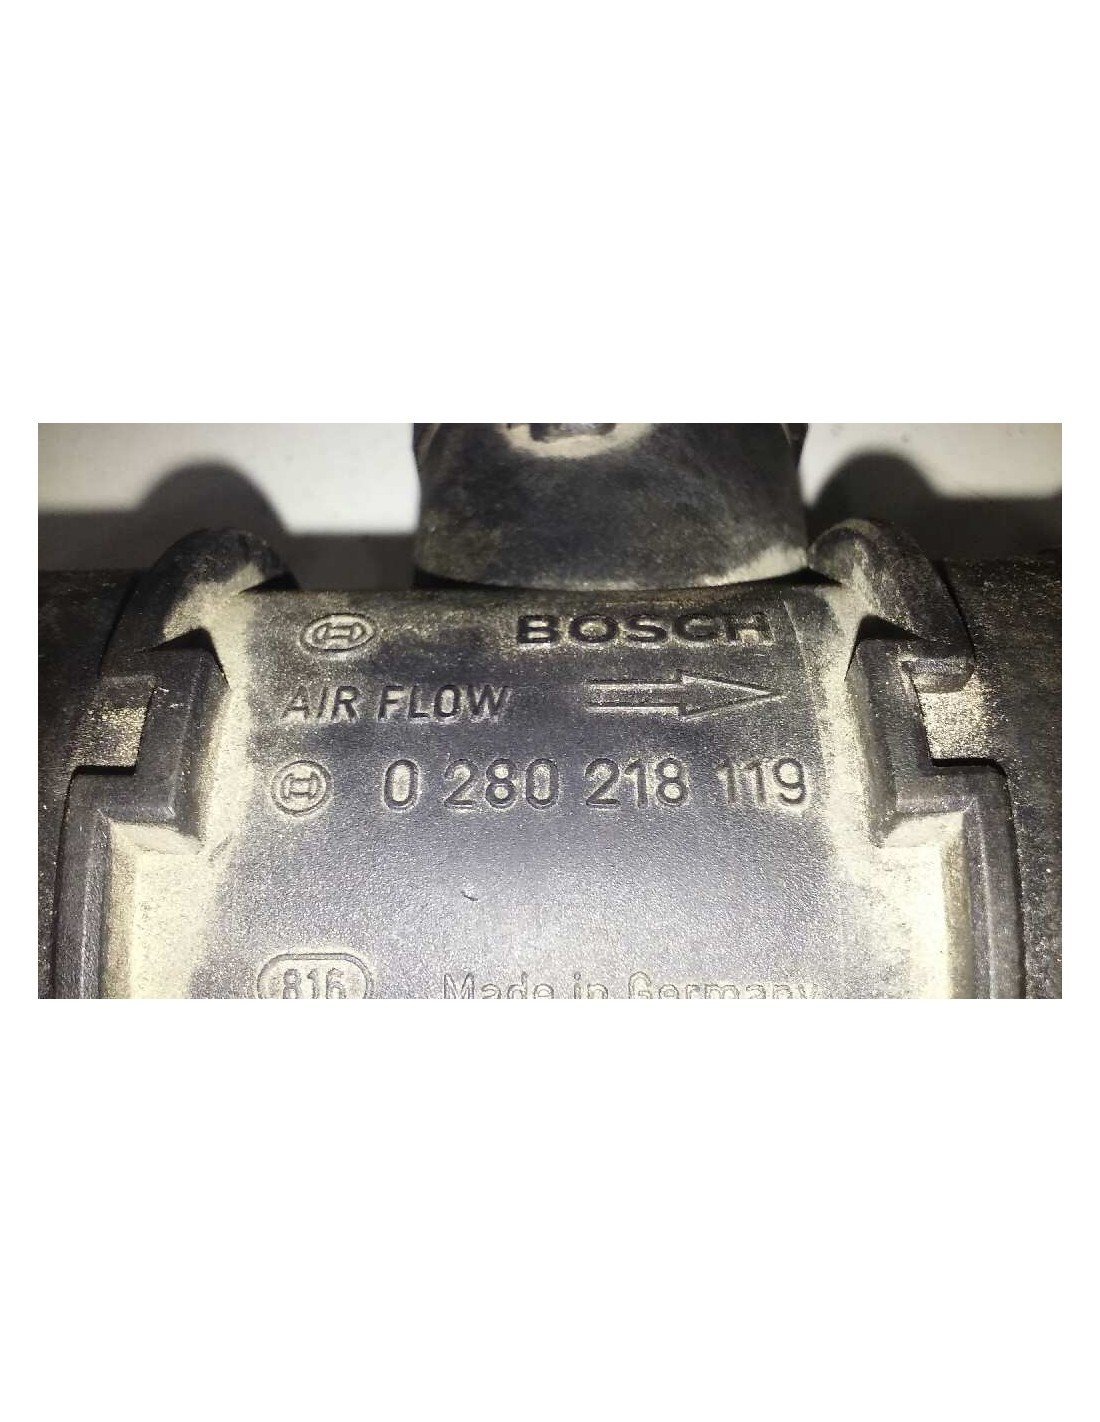 BOSCH
AIR FLOW
0 280 218 119
816 Made in Germany